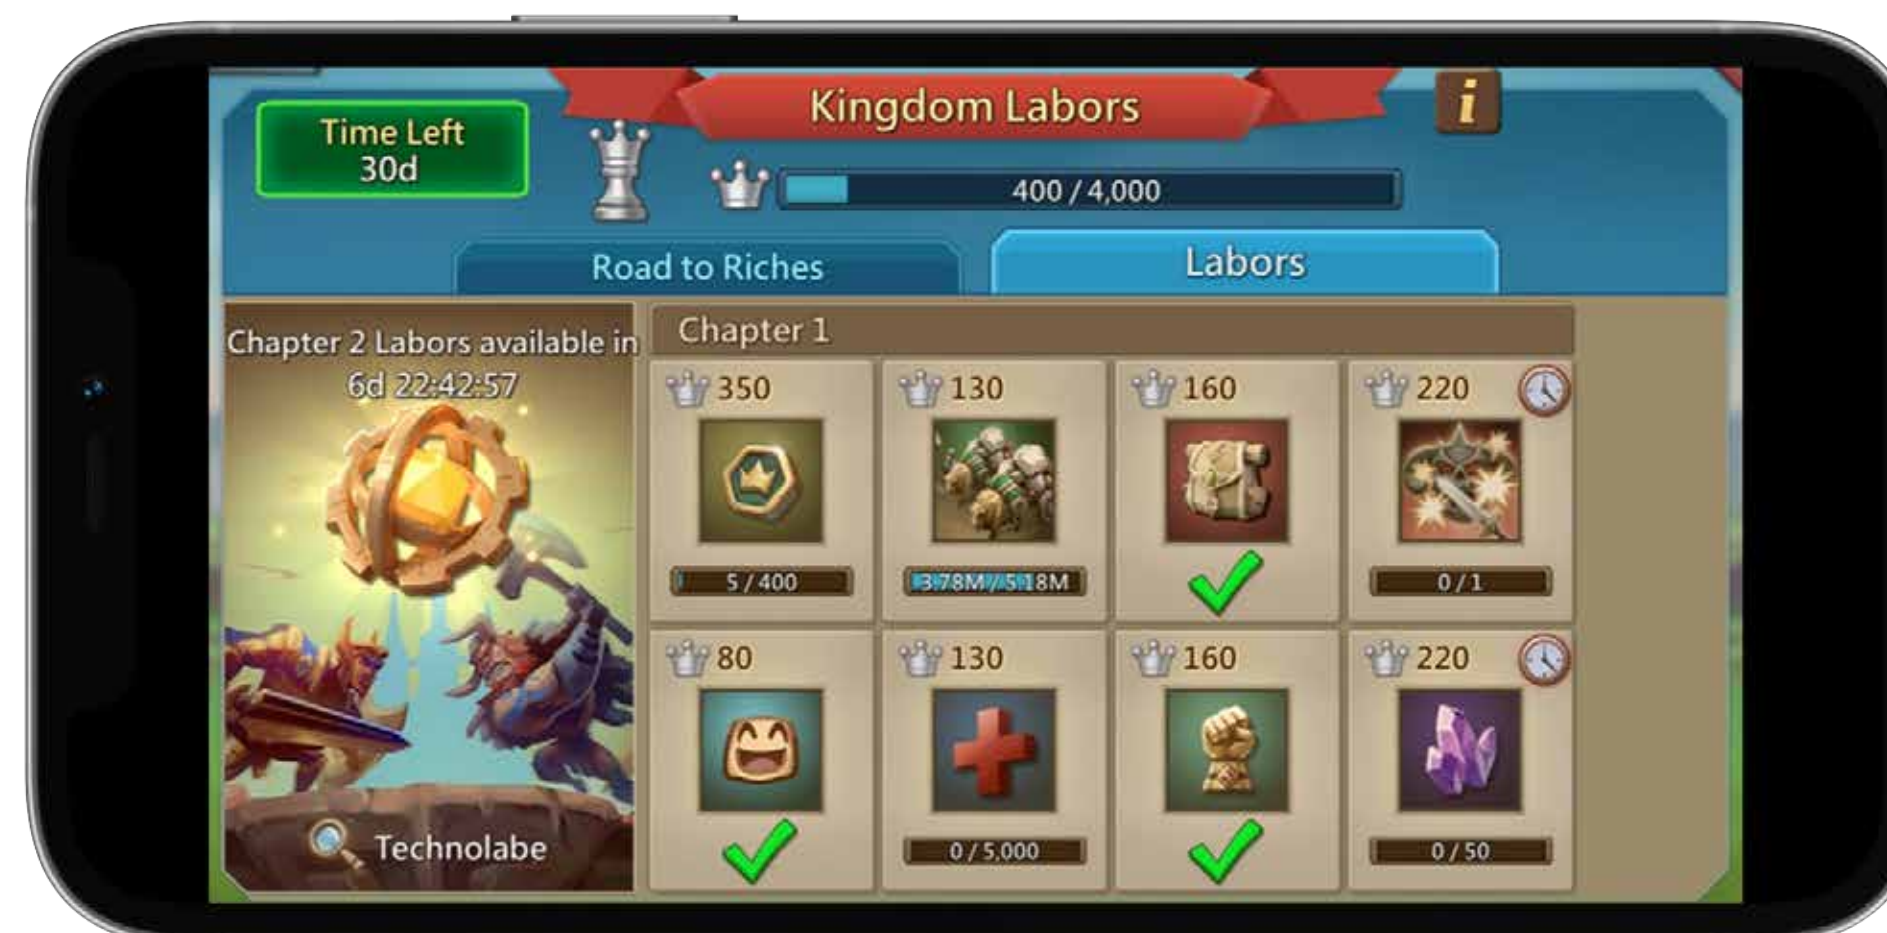 Kingdom Labors
i
Time Left
30d
400 / 4,000
Road to Riches
Labors
Chapter 2 Labors available in
6d 22:42:57
Technolabe
Chapter 1
350
130
160
220
5 / 400
3.78M / 5.18M
0 / 1
80
130
160
220
0 / 5,000
0 / 50